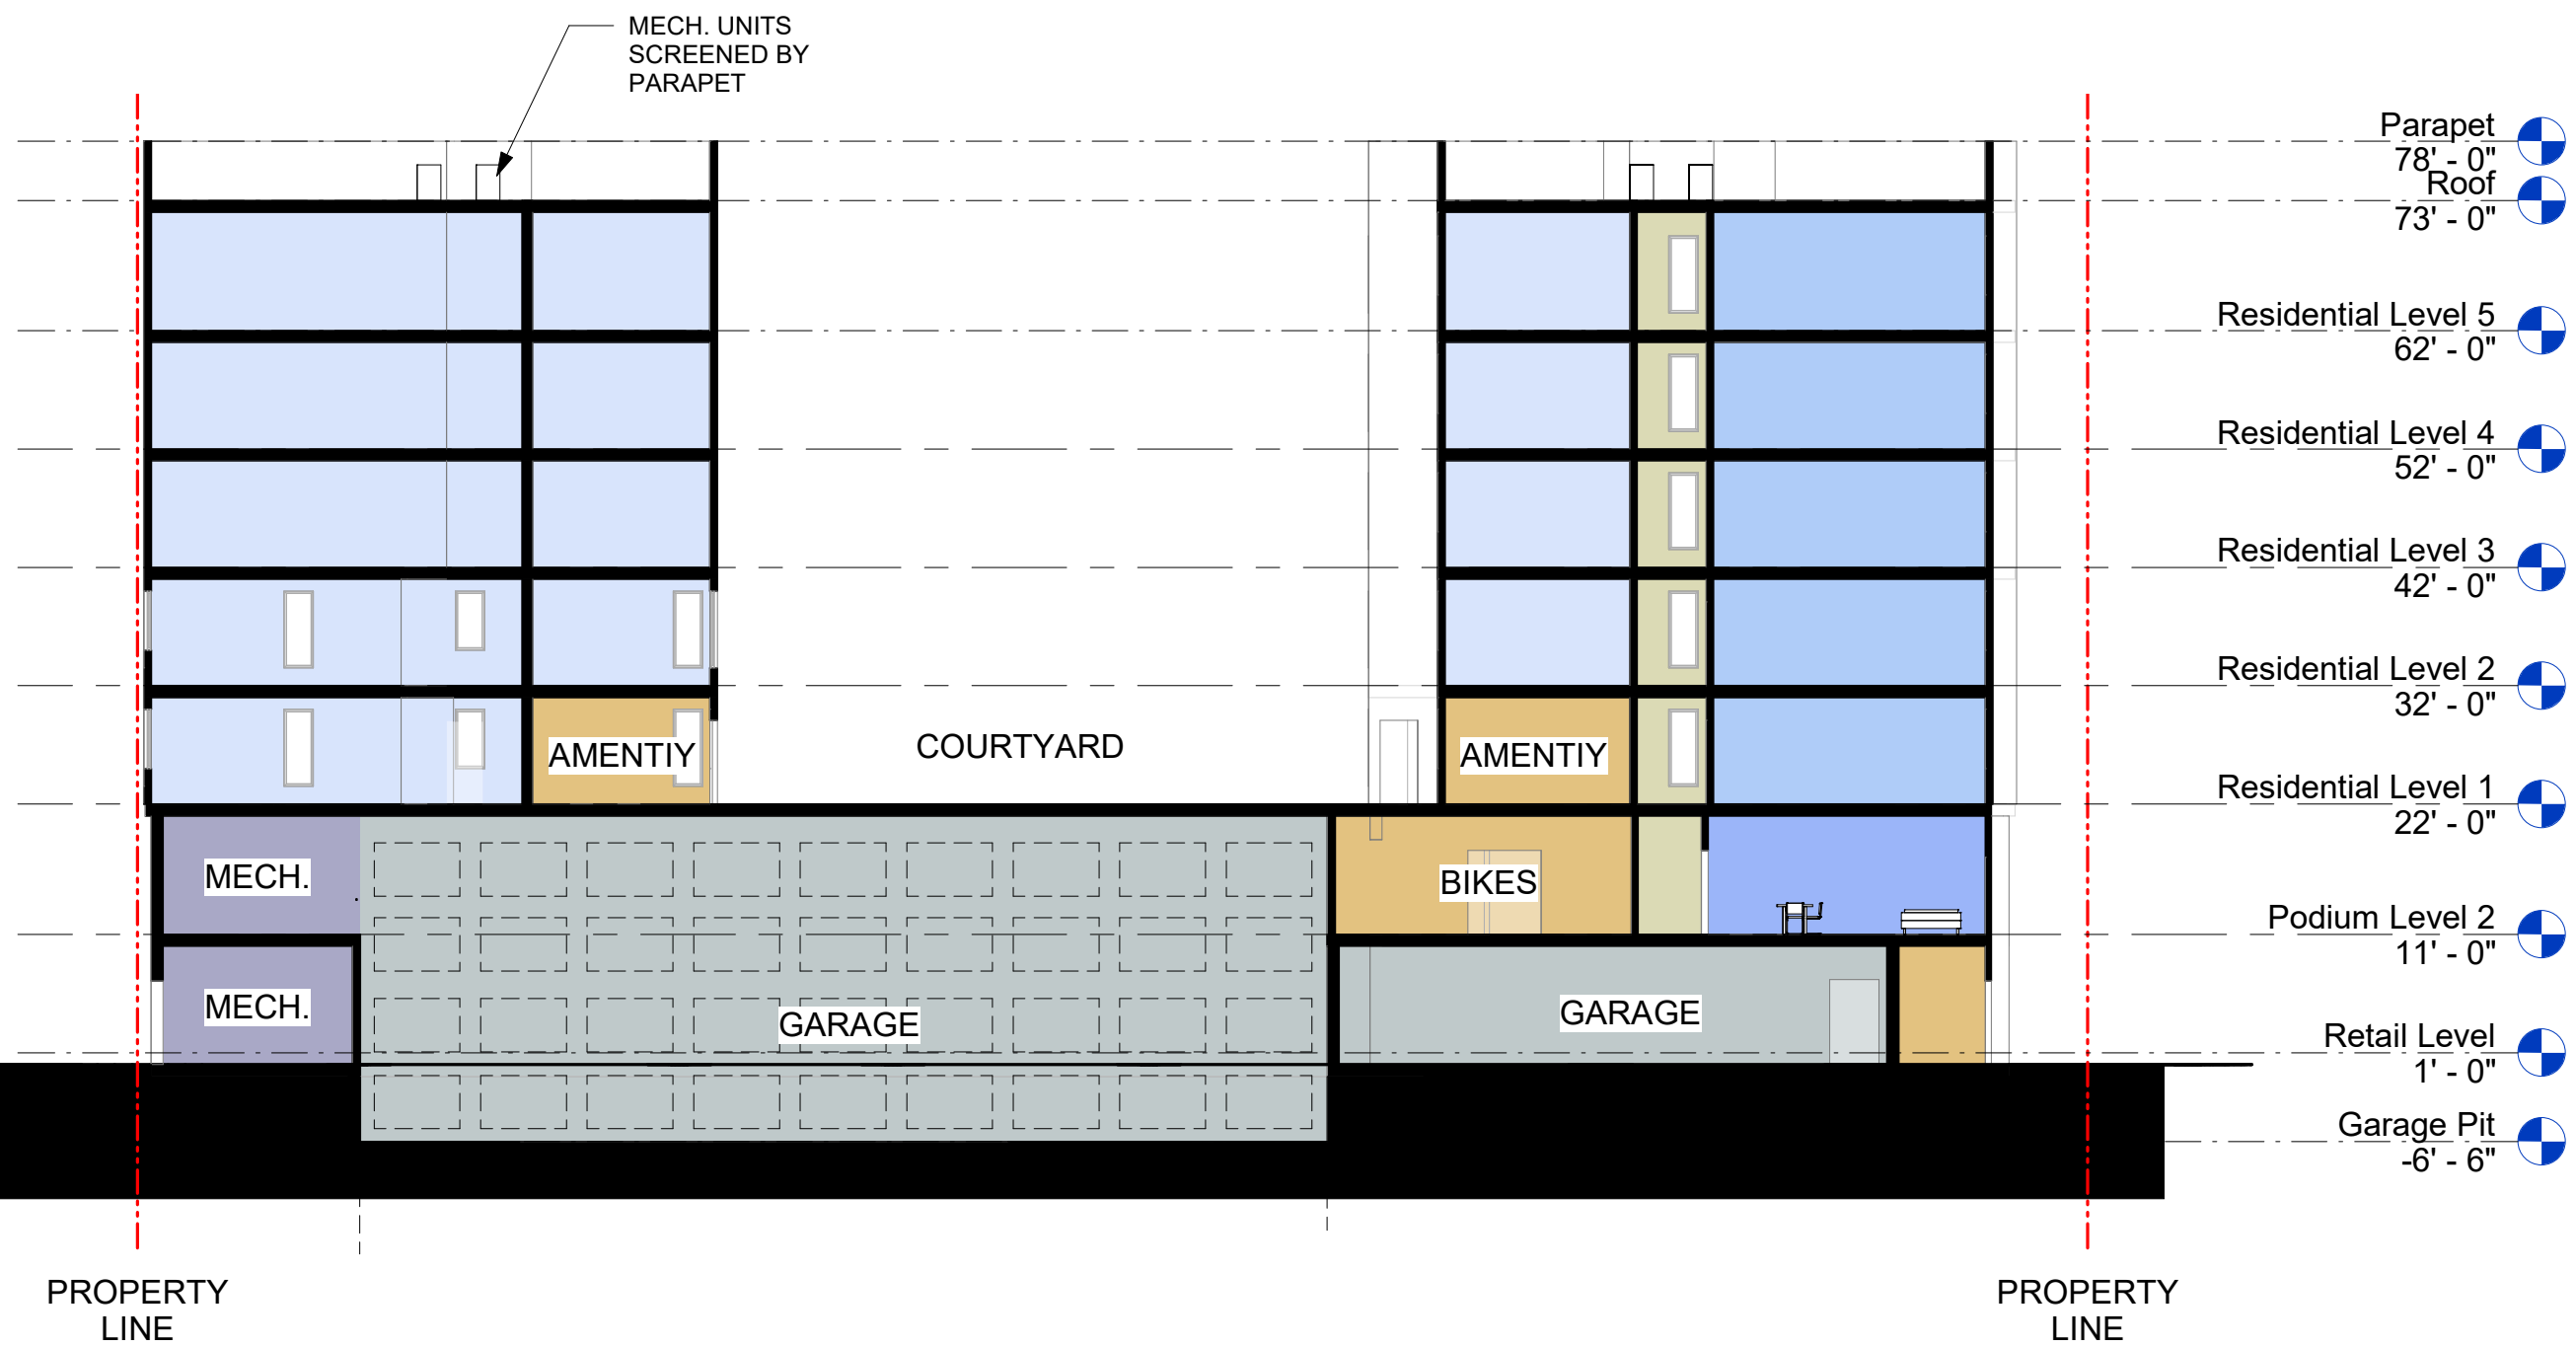 MECH. UNITS
SCREENED BY
PARAPET
Parapet
78' - 0"
Roof
73' - 0"
Residential Level 5
62' - 0"
Residential Level 4
52' - 0"
Residential Level 3
42' - 0"
Residential Level 2
32' - 0"
AMENTIY
COURTYARD
AMENTIY
Residential Level 1
22' - 0"
MECH.
BIKES
Podium Level 2
11' - 0"
MECH.
GARAGE
GARAGE
Retail Level
1' - 0"
Garage Pit
-6' - 6"
PROPERTY
LINE
PROPERTY
LINE